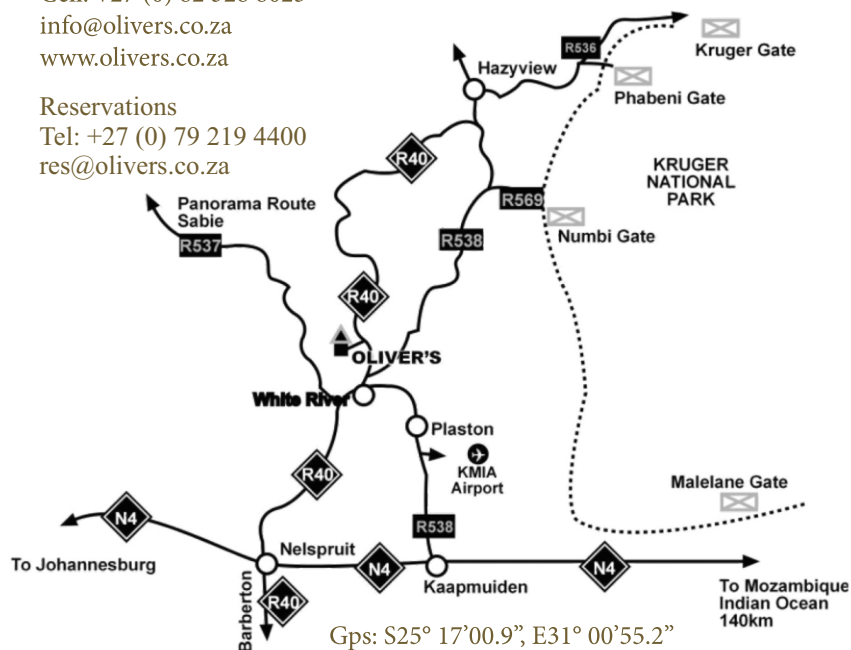 info@olivers.co.za
www.olivers.co.za
Reservations
Tel: +27 (0) 79 219 4400
res@olivers.co.za
R536
Kruger Gate
Hazyview
Phabeni Gate
R40
KRUGER
NATIONAL
PARK
Panorama Route
Sabie
R569
R537
R538
Numbi Gate
R40
OLIVER'S
White River
Plaston
KMIA
Airport
R40
Malelane Gate
N4
R538
Nelspruit
To Johannesburg
N4
N4
Kaapmuiden
Barberton
R40
To Mozambique
Indian Ocean
140km
Gps: S25° 17’00.9”, E31° 00’55.2”